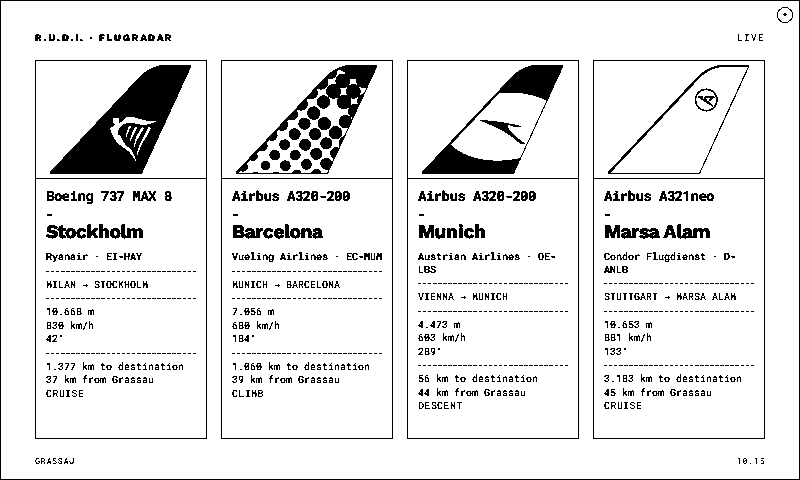 R.U.D.I. · FLUGRADAR
LIVE
Boeing 737 MAX 8
-
Stockholm
Ryanair · EI-HAY
MILAN → STOCKHOLM
10.668 m
830 km/h
42°
1.377 km to destination
37 km from Grassau
CRUISE
Airbus A320-200
-
Barcelona
Vueling Airlines · EC-MUM
MUNICH → BARCELONA
7.056 m
680 km/h
184°
1.060 km to destination
39 km from Grassau
CLIMB
Airbus A320-200
-
Munich
Austrian Airlines · OE-
LBS
VIENNA → MUNICH
4.473 m
603 km/h
289°
56 km to destination
44 km from Grassau
DESCENT
Airbus A321neo
-
Marsa Alam
Condor Flugdienst · D-
ANLB
STUTTGART → MARSA ALAM
10.653 m
881 km/h
133°
3.183 km to destination
45 km from Grassau
CRUISE
GRASSAU
10.15